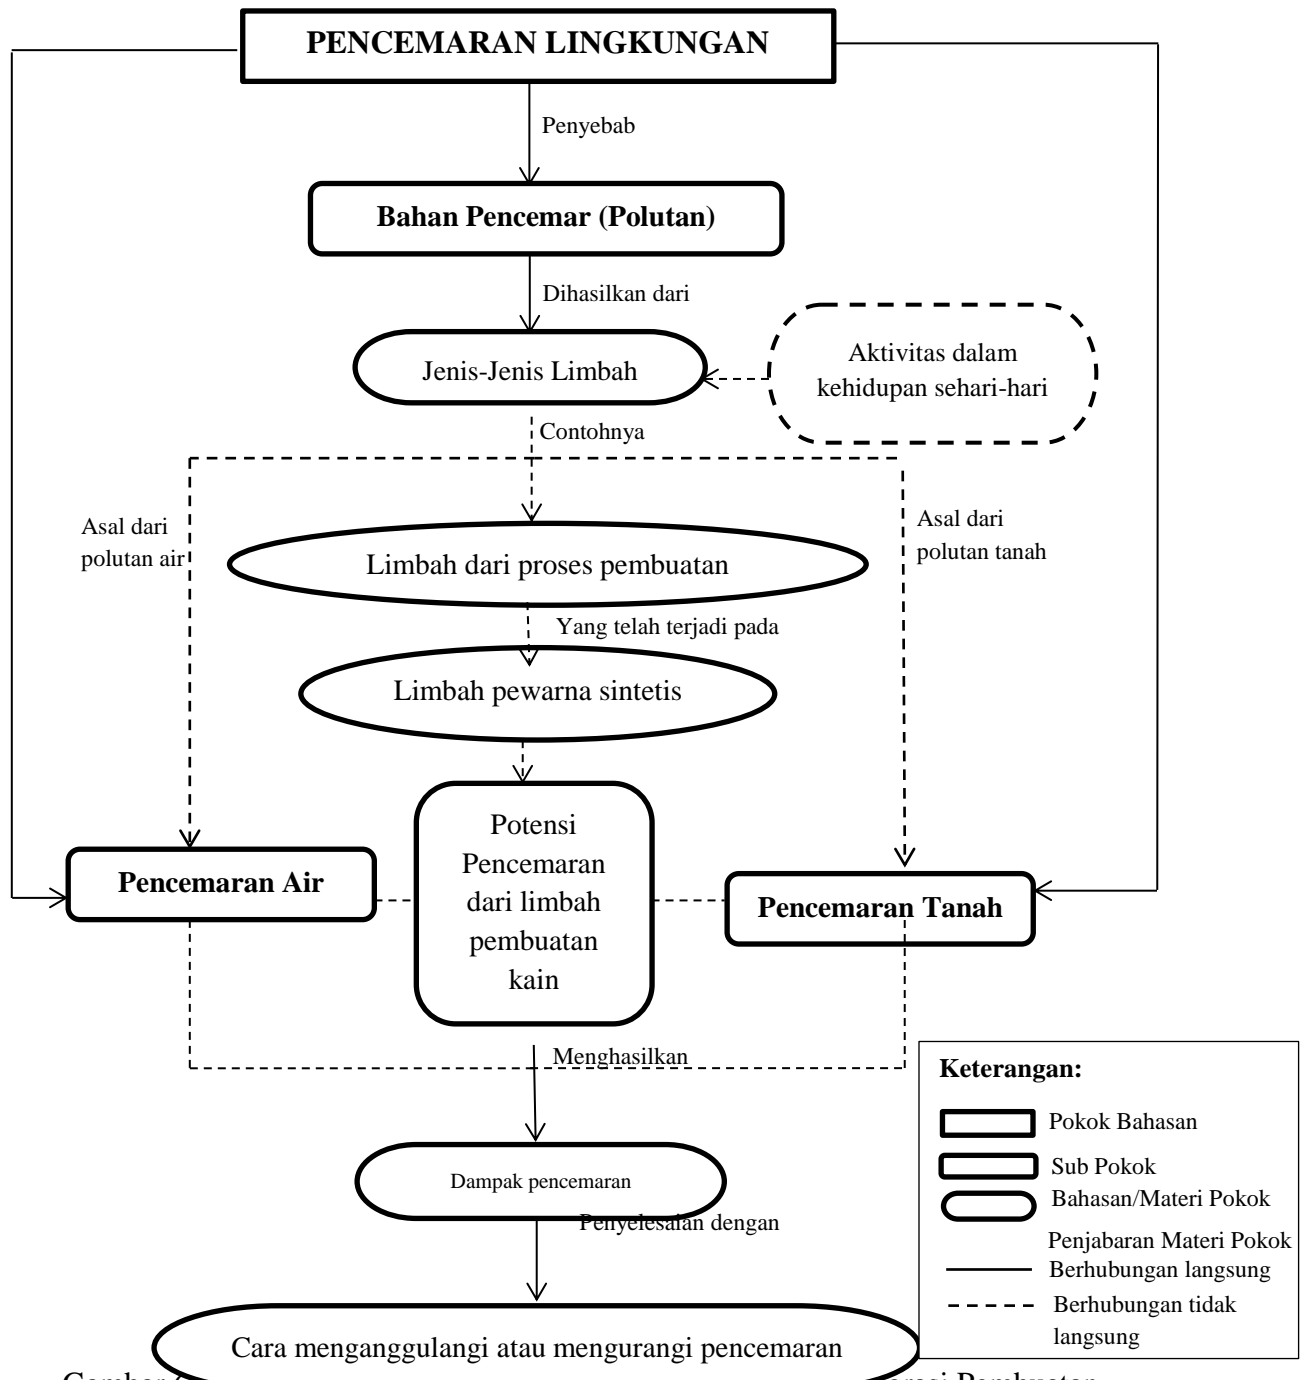 PENCEMARAN LINGKUNGAN
Penyebab
Bahan Pencemar (Polutan)
Dihasilkan dari
Jenis-Jenis Limbah
Aktivitas dalam
kehidupan sehari-hari
Contohnya
Asal dari
polutan air
Asal dari
polutan tanah
Limbah dari proses pembuatan
Yang telah terjadi pada
Limbah pewarna sintetis
Potensi
Pencemaran
dari limbah
pembuatan
kain
Pencemaran Air
Pencemaran Tanah
Menghasilkan
Dampak pencemaran
Penyelesaian dengan
Cara menganggulangi atau mengurangi pencemaran
Keterangan:
Pokok Bahasan
Sub Pokok
Bahasan/Materi Pokok
Penjabaran Materi Pokok
Berhubungan langsung
Berhubungan tidak
langsung
Gambar
Pembuatan